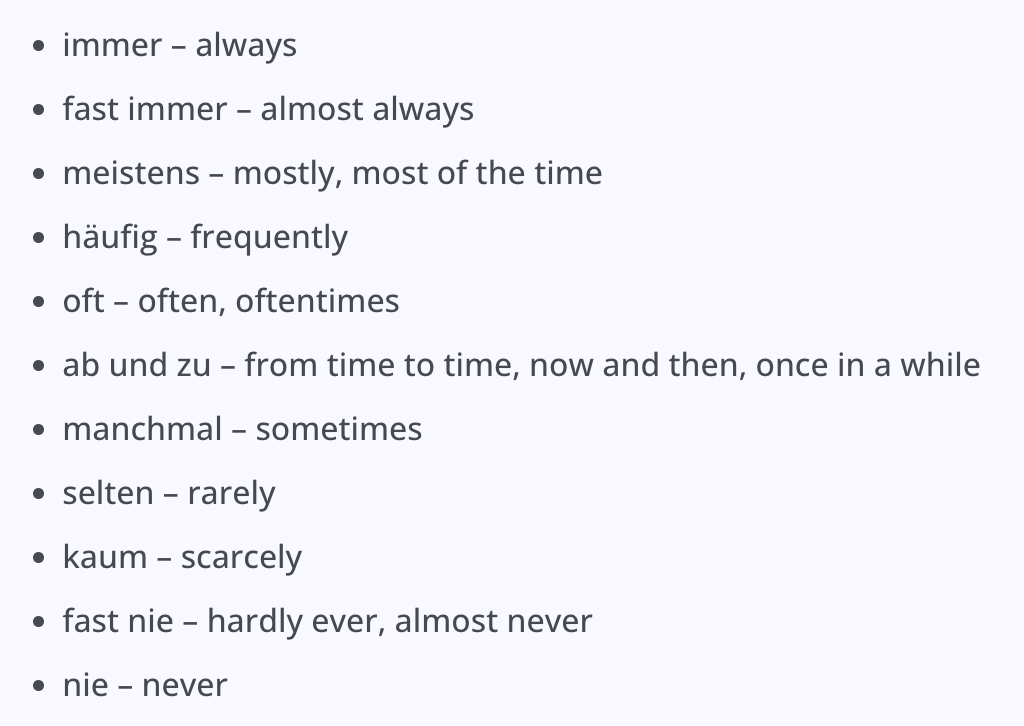 • immer – always
• fast immer – almost always
• meistens – mostly, most of the time
• häufig – frequently
• oft – often, oftentimes
• ab und zu – from time to time, now and then, once in a while
• manchmal – sometimes
• selten – rarely
• kaum – scarcely
• fast nie – hardly ever, almost never
• nie – never